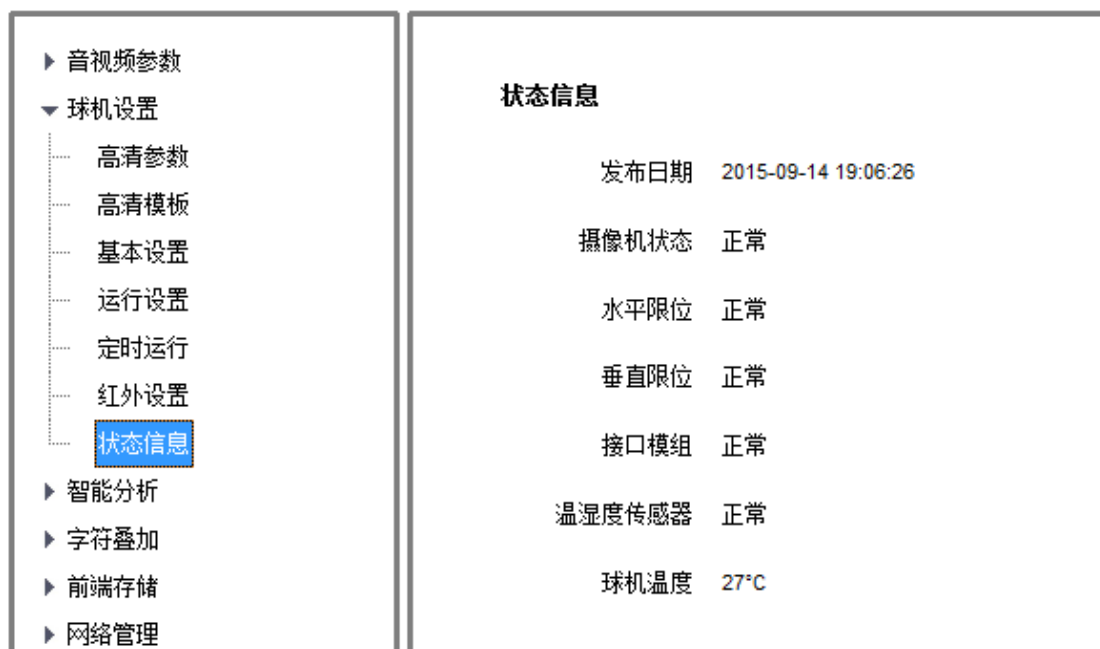 音视频参数
球机设置
高清参数
高清模板
基本设置
运行设置
定时运行
红外设置
状态信息
智能分析
字符叠加
前端存储
网络管理
状态信息
发布日期 2015-09-14 19:06:26
摄像机状态 正常
水平限位 正常
垂直限位 正常
接口模组 正常
温湿度传感器 正常
球机温度 27°C